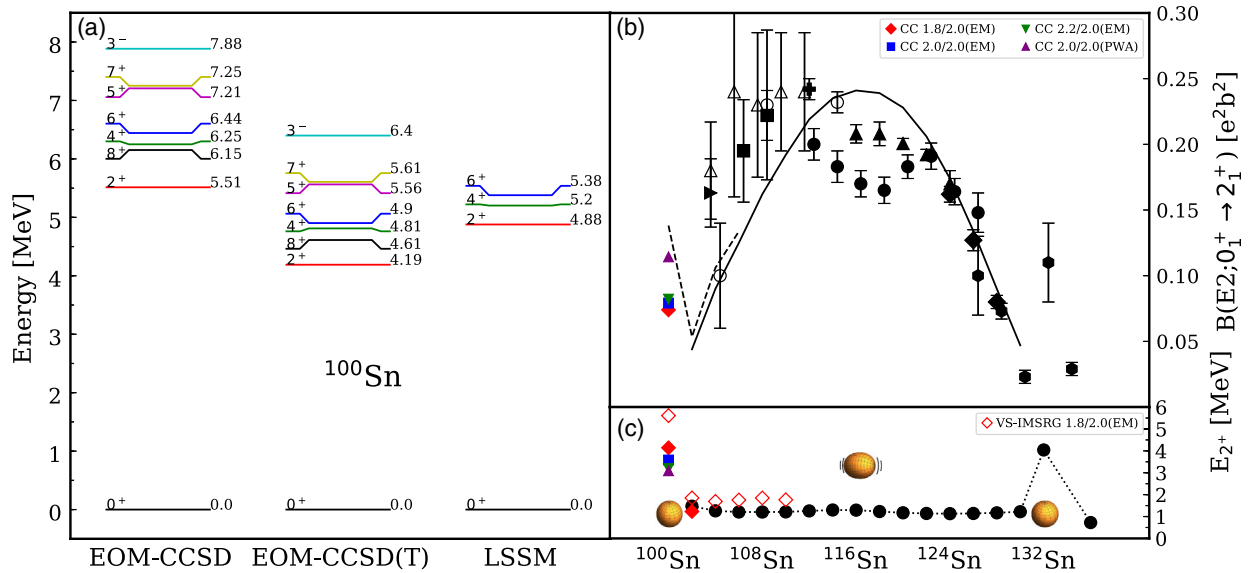 (a)
Energy [MeV]
8
7
6
5
4
3
2
1
0
3⁻ 7.88
7⁺ 7.25
5⁺ 7.21
6⁺ 6.44
4⁺ 6.25
8⁺ 6.15
2⁺ 5.51
0⁺ 0.0
3⁻ 6.4
7⁺ 5.61
5⁺ 5.56
6⁺ 4.9
4⁺ 4.81
8⁺ 4.61
2⁺ 4.19
0⁺ 0.0
6⁺ 5.38
4⁺ 5.2
2⁺ 4.88
0⁺ 0.0
¹⁰⁰Sn
EOM-CCSD
EOM-CCSD(T)
LSSM
(b)
CC 1.8/2.0(EM)
CC 2.0/2.0(EM)
CC 2.2/2.0(EM)
CC 2.0/2.0(PWA)
0.30
0.25
0.20
0.15
0.10
0.05
B(E2;0₁⁺ → 2₁⁺) [e²b²]
(c)
VS-IMSRG 1.8/2.0(EM)
6
5
4
3
2
1
0
E₂₊ [MeV]
¹⁰⁰Sn
¹⁰⁸Sn
¹¹⁶Sn
¹²⁴Sn
¹³²Sn